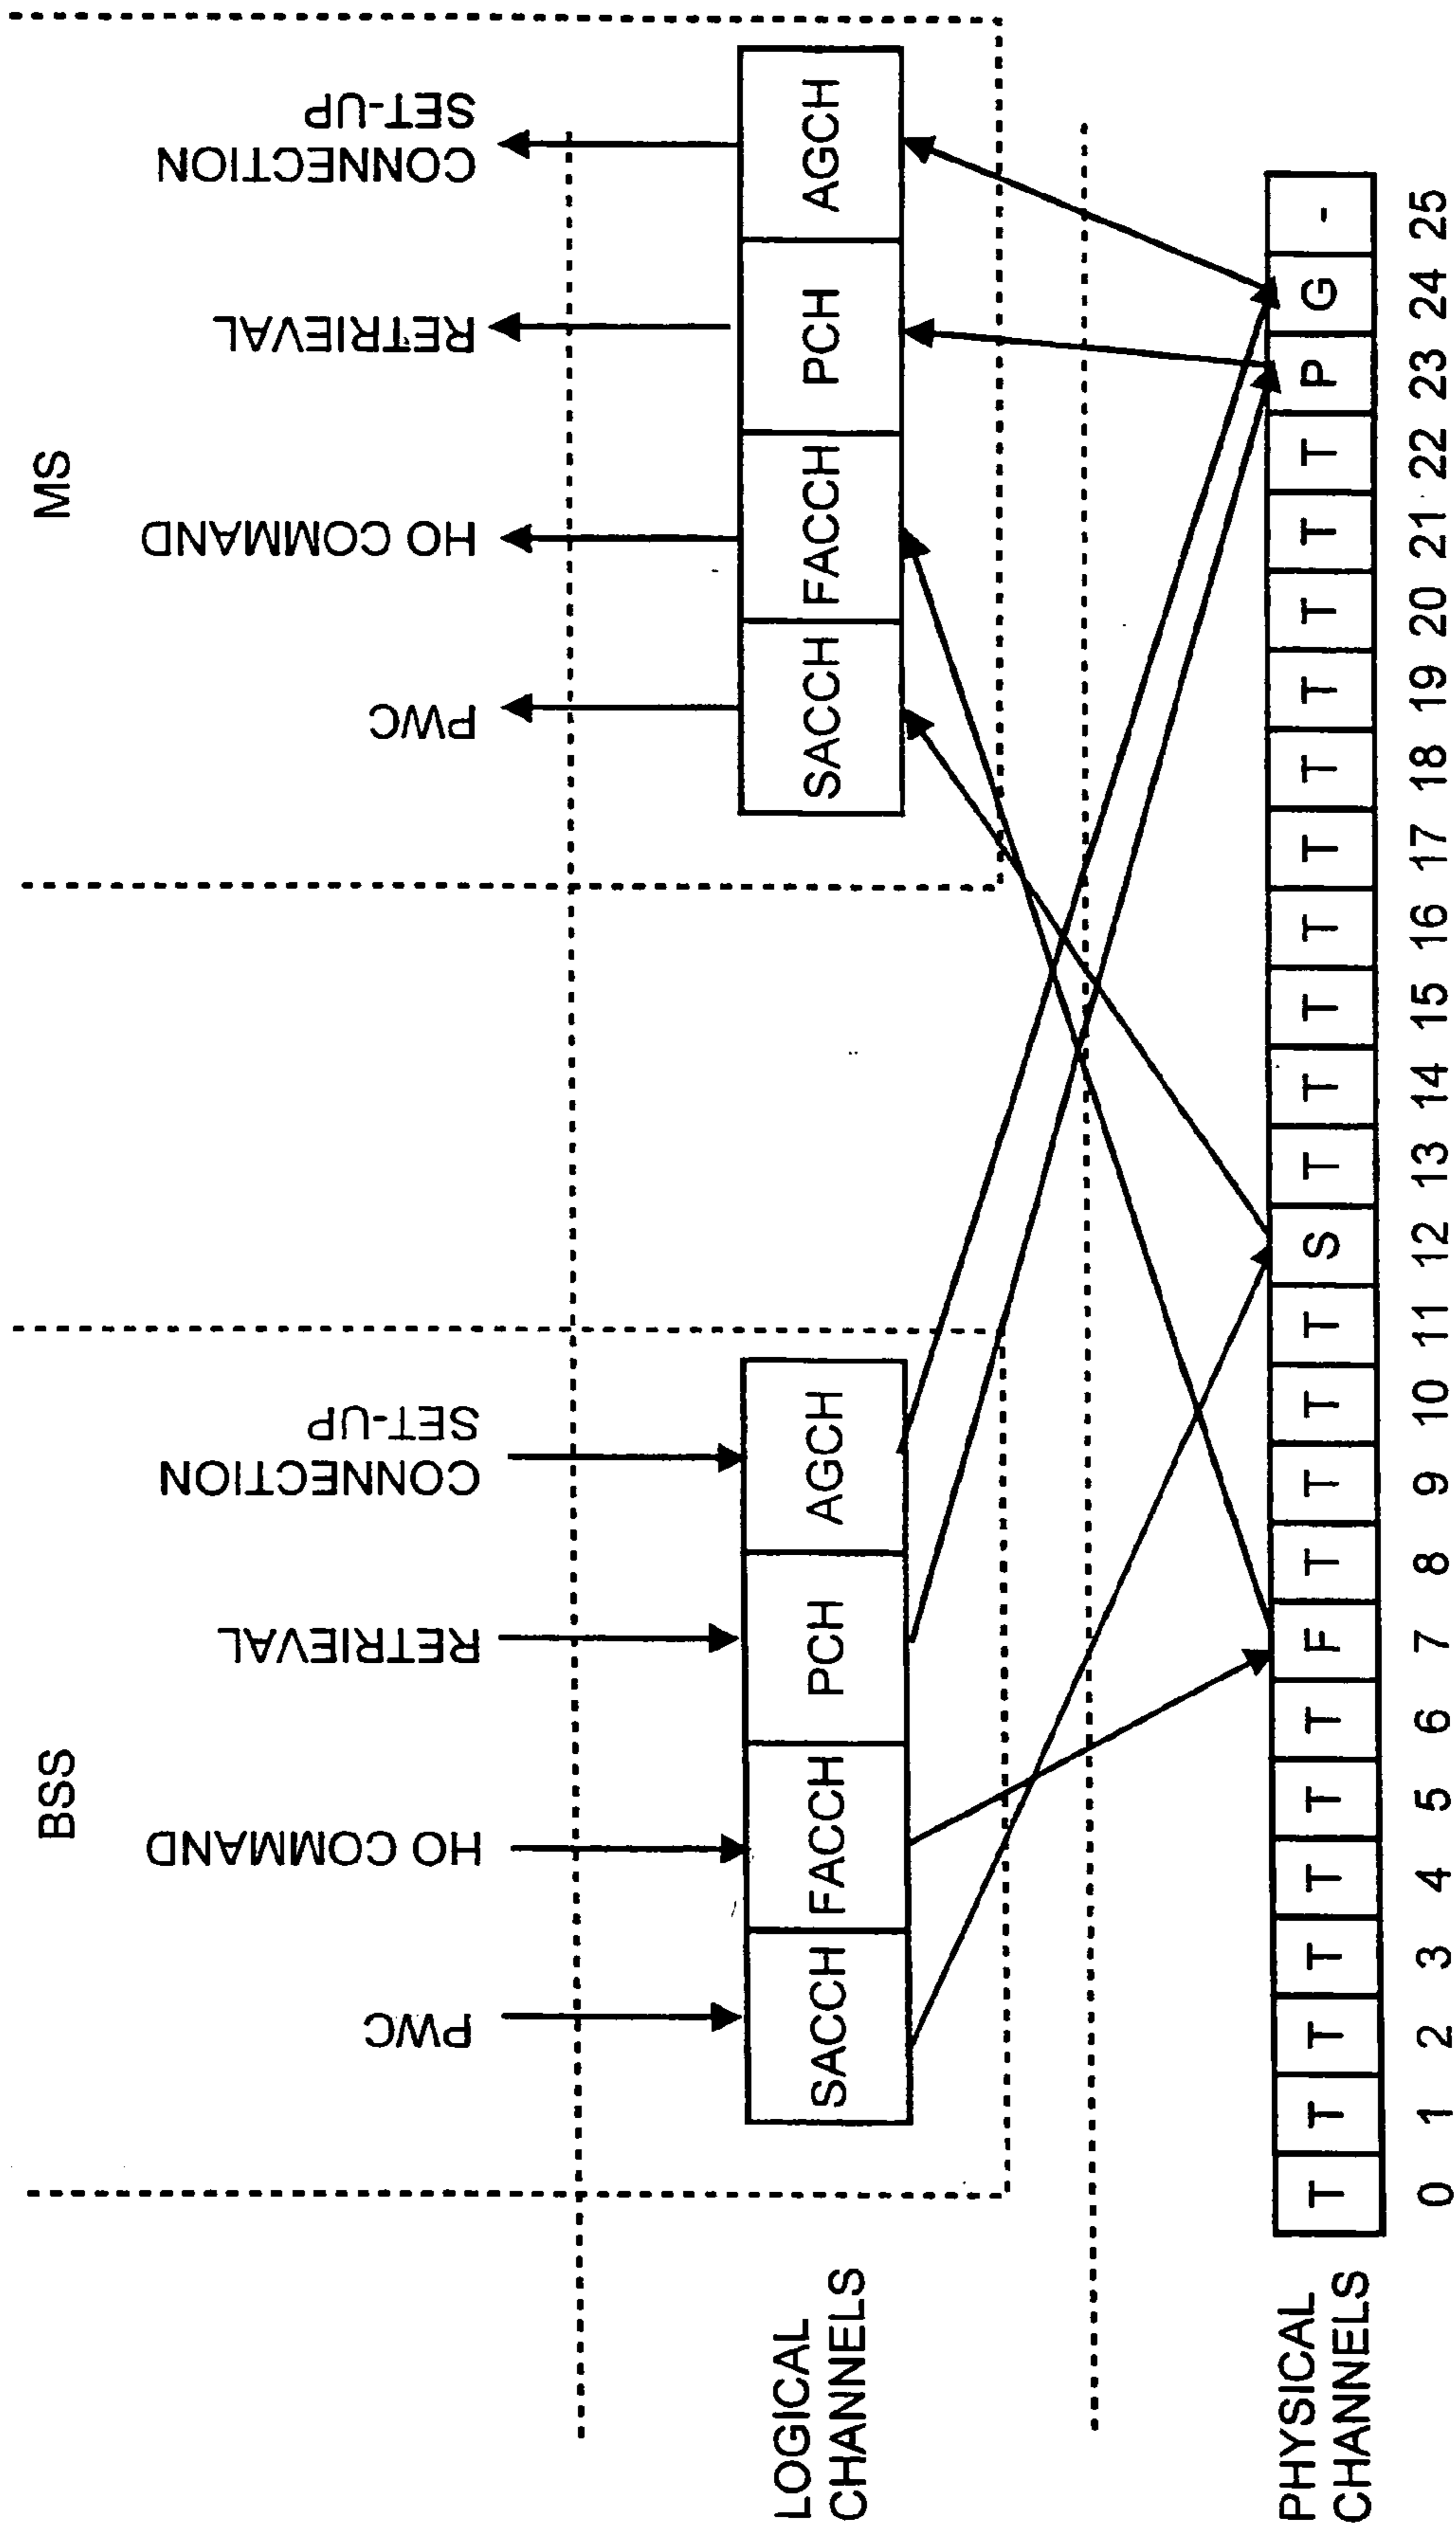 BSS
MS
PWC
HO COMMAND
RETRIEVAL
CONNECTION
SET-UP
PWC
HO COMMAND
RETRIEVAL
CONNECTION
SET-UP
LOGICAL
CHANNELS
SACCH FACCH PCH AGCH
SACCH FACCH PCH AGCH
PHYSICAL
CHANNELS
T T T T T T T F T T T T S T T T T T T T T T T P G -
0 1 2 3 4 5 6 7 8 9 10 11 12 13 14 15 16 17 18 19 20 21 22 23 24 25